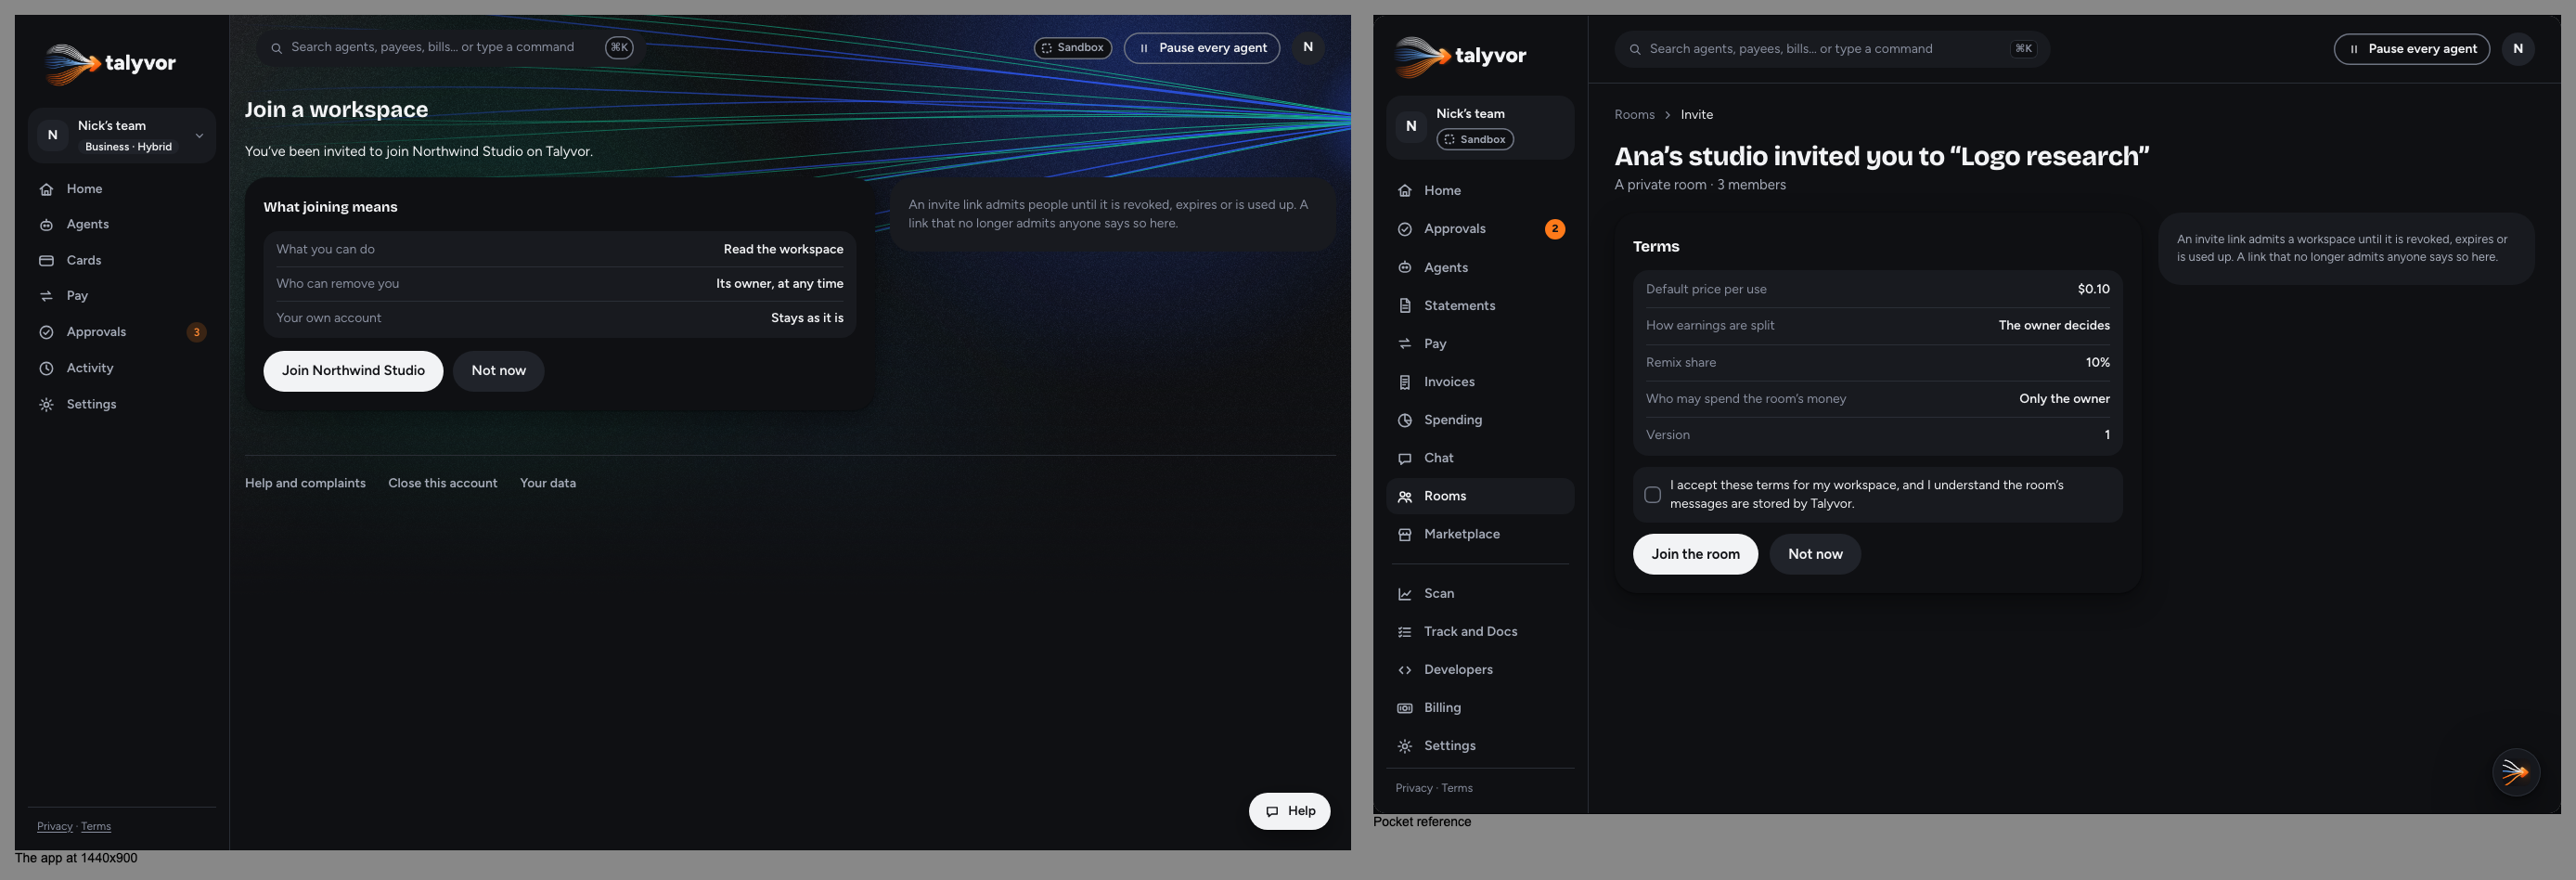 talyvor
N
Nick's team
Business · Hybrid
Home
Agents
Cards
Pay
Approvals
3
Activity
Settings
Privacy · Terms
Search agents, payees, bills... or type a command
⌘K
Sandbox
Pause every agent
N
Join a workspace
You've been invited to join Northwind Studio on Talyvor.
What joining means
What you can do
Read the workspace
Who can remove you
Its owner, at any time
Your own account
Stays as it is
Join Northwind Studio
Not now
An invite link admits people until it is revoked, expires or is used up. A
link that no longer admits anyone says so here.
Help and complaints
Close this account
Your data
Help
The app at 1440x900
talyvor
N
Nick's team
Sandbox
Home
Approvals
2
Agents
Statements
Pay
Invoices
Spending
Chat
Rooms
Marketplace
Scan
Track and Docs
Developers
Billing
Settings
Privacy · Terms
Search agents, payees, bills... or type a command
⌘K
Pause every agent
N
Rooms > Invite
Ana's studio invited you to “Logo research”
A private room · 3 members
Terms
Default price per use
$0.10
How earnings are split
The owner decides
Remix share
10%
Who may spend the room's money
Only the owner
Version
1
I accept these terms for my workspace, and I understand the room's
messages are stored by Talyvor.
Join the room
Not now
An invite link admits a workspace until it is revoked, expires or
is used up. A link that no longer admits anyone says so here.
Pocket reference